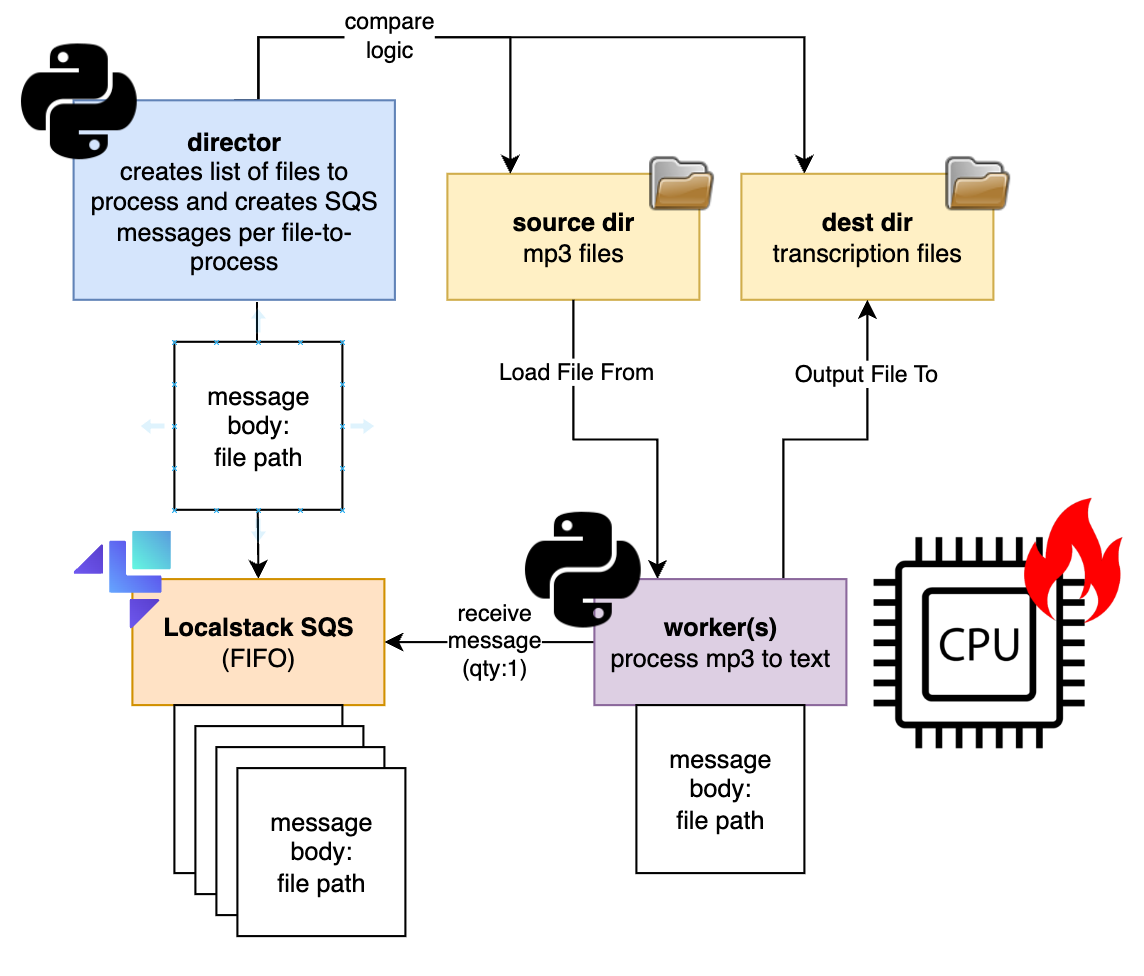 compare
logic
director
creates list of files to
process and creates SQS
messages per file-to-
process
source dir
mp3 files
dest dir
transcription files
message
body:
file path
Load File From
Output File To
Localstack SQS
(FIFO)
receive
message
(qty:1)
worker(s)
process mp3 to text
CPU
message
body:
file path
message
body:
file path